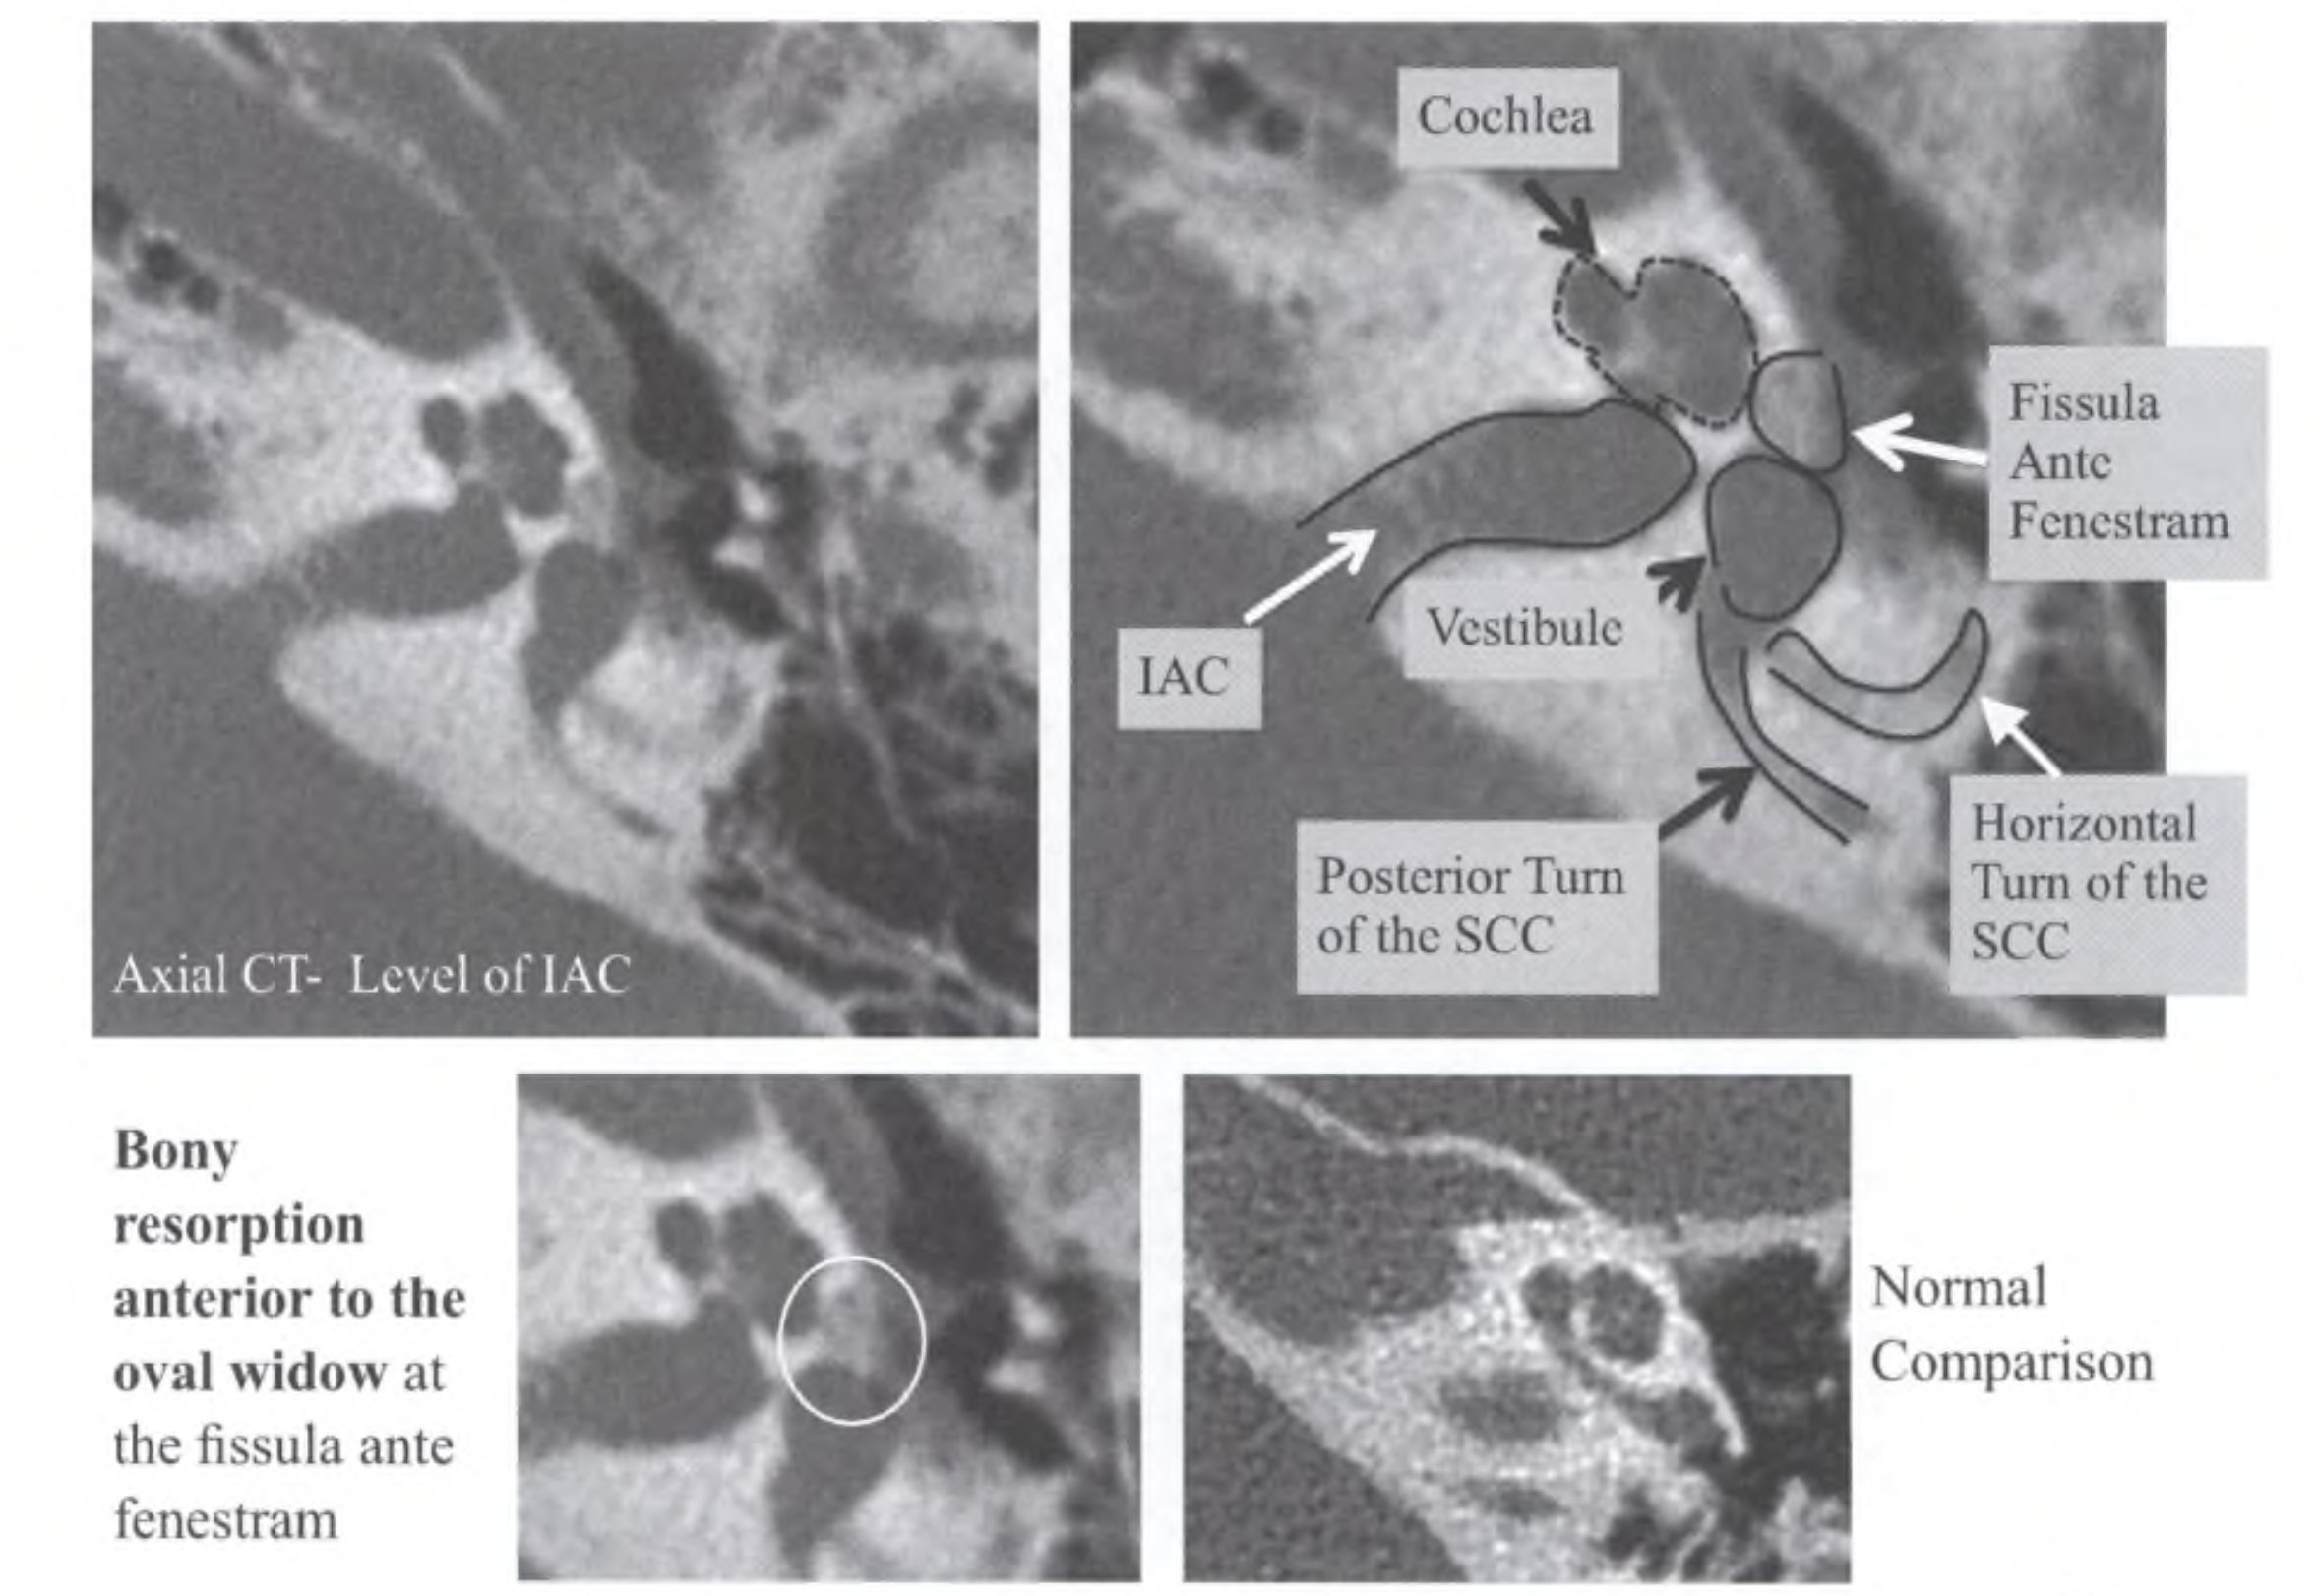 Cochlea
Fissula
Ante
Fenestram
Vestibule
IAC
Posterior Turn
of the SCC
Horizontal
Turn of the
SCC
Axial CT- Level of IAC
Bony
resorption
anterior to the
oval widow at
the fissula ante
fenestram
Normal
Comparison